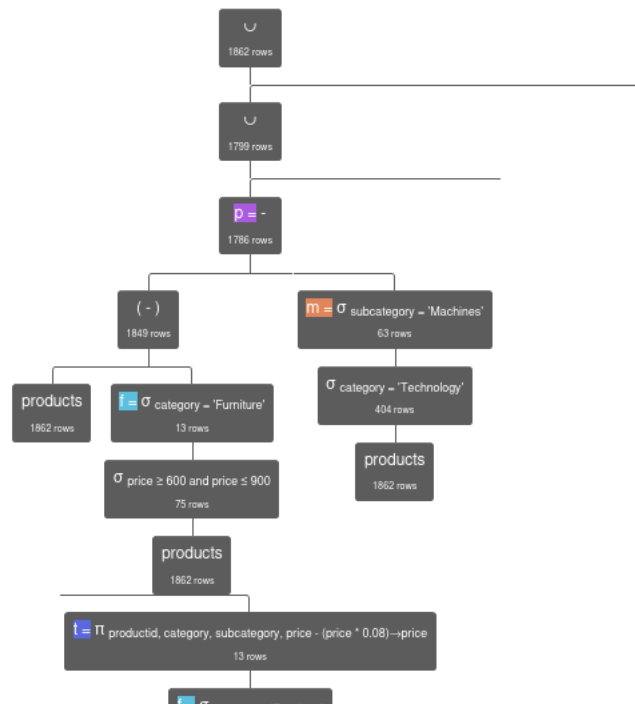 ∪
1862 rows
∪
1799 rows
p = -
1786 rows
( - )
1849 rows
m = σ subcategory = 'Machines'
63 rows
products
1862 rows
f = σ category = 'Furniture'
13 rows
σ category = 'Technology'
404 rows
σ price ≥ 600 and price ≤ 900
75 rows
products
1862 rows
products
1862 rows
t = π productid, category, subcategory, price - (price * 0.08)→price
13 rows